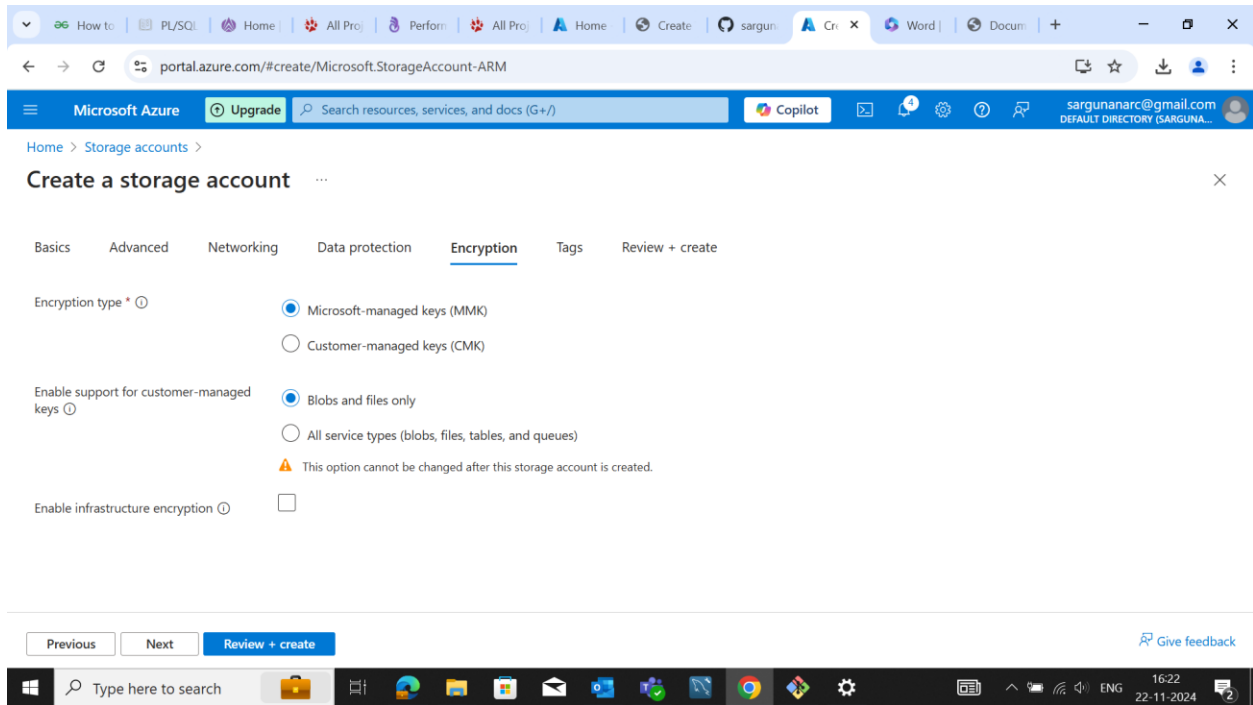 How to
PL/SQL
Home
All Proj
Perforn
All Proj
Home
Create
sargun
Cre
Word |
Docum
portal.azure.com/#create/Microsoft.StorageAccount-ARM
Microsoft Azure
Upgrade
Search resources, services, and docs (G+/)
Copilot
4
sargunanarc@gmail.com
DEFAULT DIRECTORY (SARGUNA...
Home > Storage accounts >
Create a storage account ...
Basics Advanced Networking Data protection Encryption Tags Review + create
Encryption type *
Microsoft-managed keys (MMK)
Customer-managed keys (CMK)
Enable support for customer-managed
keys
Blobs and files only
All service types (blobs, files, tables, and queues)
This option cannot be changed after this storage account is created.
Enable infrastructure encryption
Previous Next Review + create
Give feedback
Type here to search
ENG
16:22
22-11-2024
2